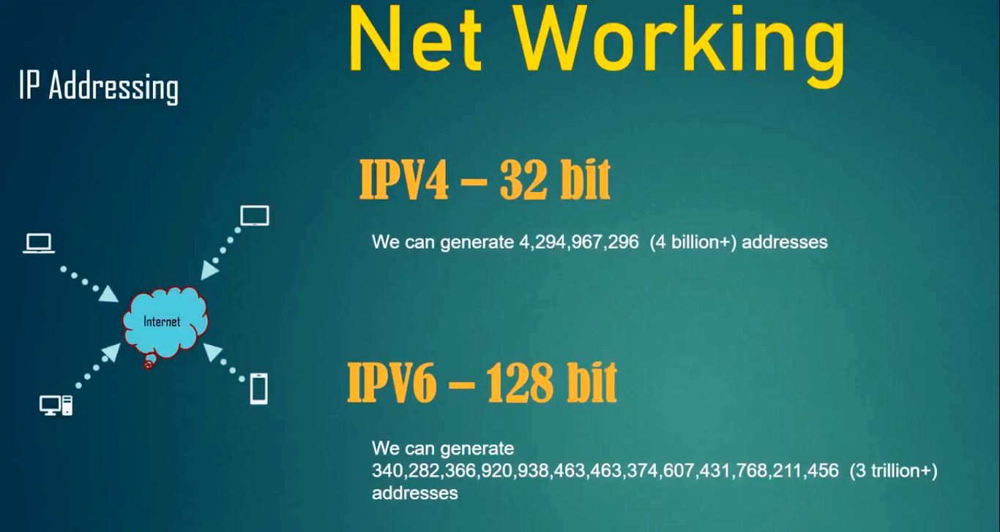 Net Working
IP Addressing
IPV4 – 32 bit
We can generate 4,294,967,296 (4 billion+) addresses
Internet
IPV6 – 128 bit
We can generate
340,282,366,920,938,463,463,374,607,431,768,211,456 (3 trillion+)
addresses